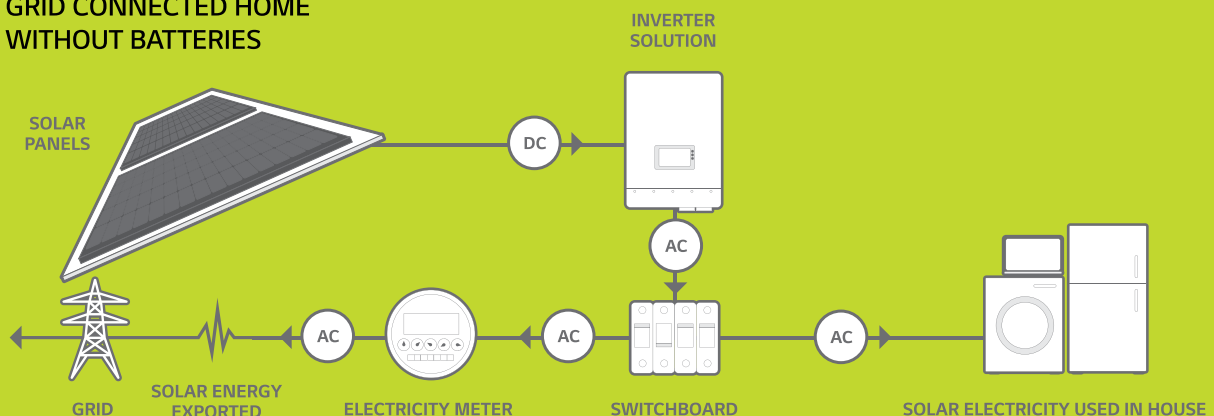 GRID CONNECTED HOME
WITHOUT BATTERIES
INVERTER
SOLUTION
SOLAR
PANELS
DC
AC
AC
AC
AC
GRID
SOLAR ENERGY
EXPORTED
ELECTRICITY METER
SWITCHBOARD
SOLAR ELECTRICITY USED IN HOUSE